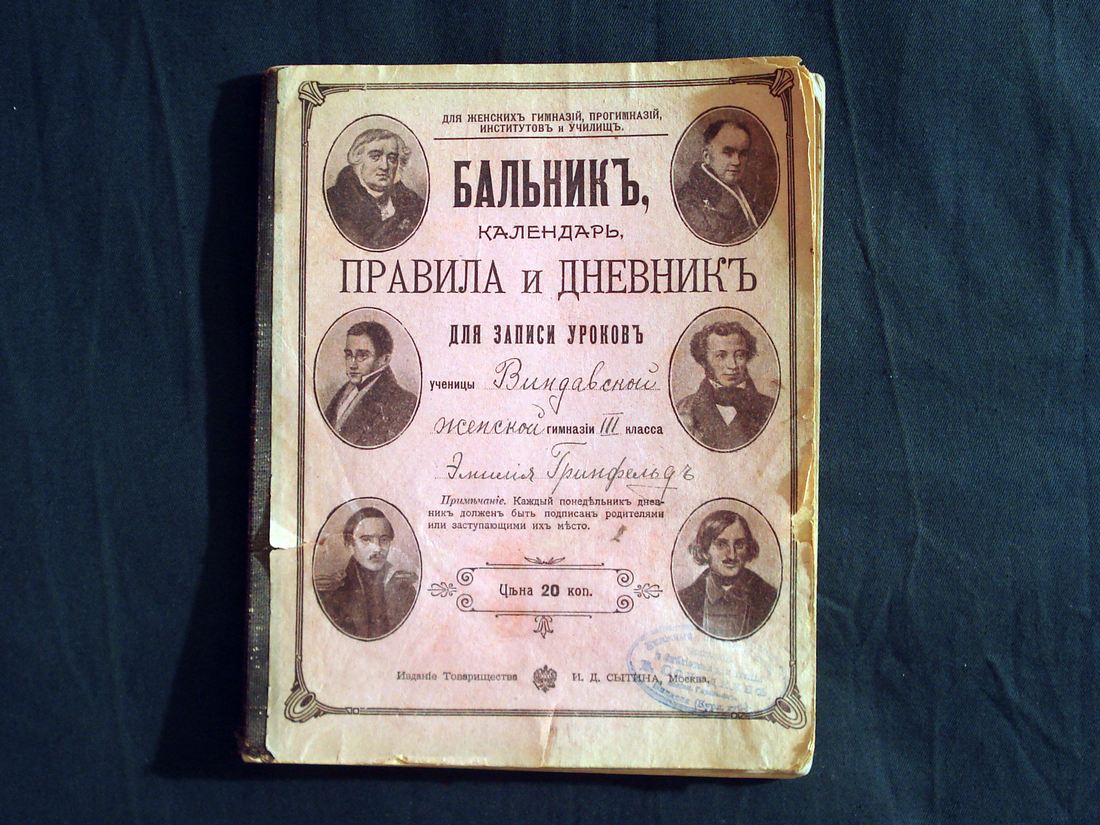 ДЛЯ ЖЕНСКИХЪ ГИМНАЗІЙ, ПРОГИМНАЗІЙ,
ИНСТИТУТОВЪ и УЧИЛИЩЪ.
БАЛЬНИКЪ,
КАЛЕНДАРЬ,
ПРАВИЛА и ДНЕВНИКЪ
ДЛЯ ЗАПИСИ УРОКОВЪ
ученицы Виндавской
женской гимназіи III класса
Эмилія Гринфельдъ
Примѣчаніе. Каждый понедѣльникъ днев-
никъ долженъ быть подписанъ родителями
или заступающими ихъ мѣсто.
Цѣна 20 коп.
Изданіе Товарищества И. Д. СЫТИНА, Москва.